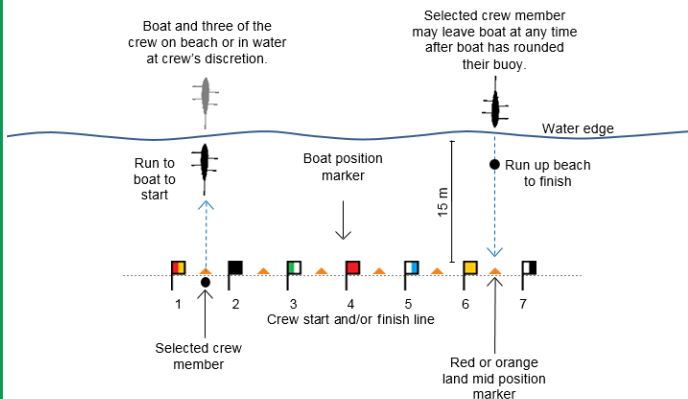 Boat and three of the
crew on beach or in water
at crew's discretion.
Selected crew member
may leave boat at any time
after boat has rounded
their buoy.
Water edge
Run to
boat to
start
Boat position
marker
15 m
Run up beach
to finish
1 2 3 4 5 6 7
Crew start and/or finish line
Selected crew
member
Red or orange
land mid position
marker